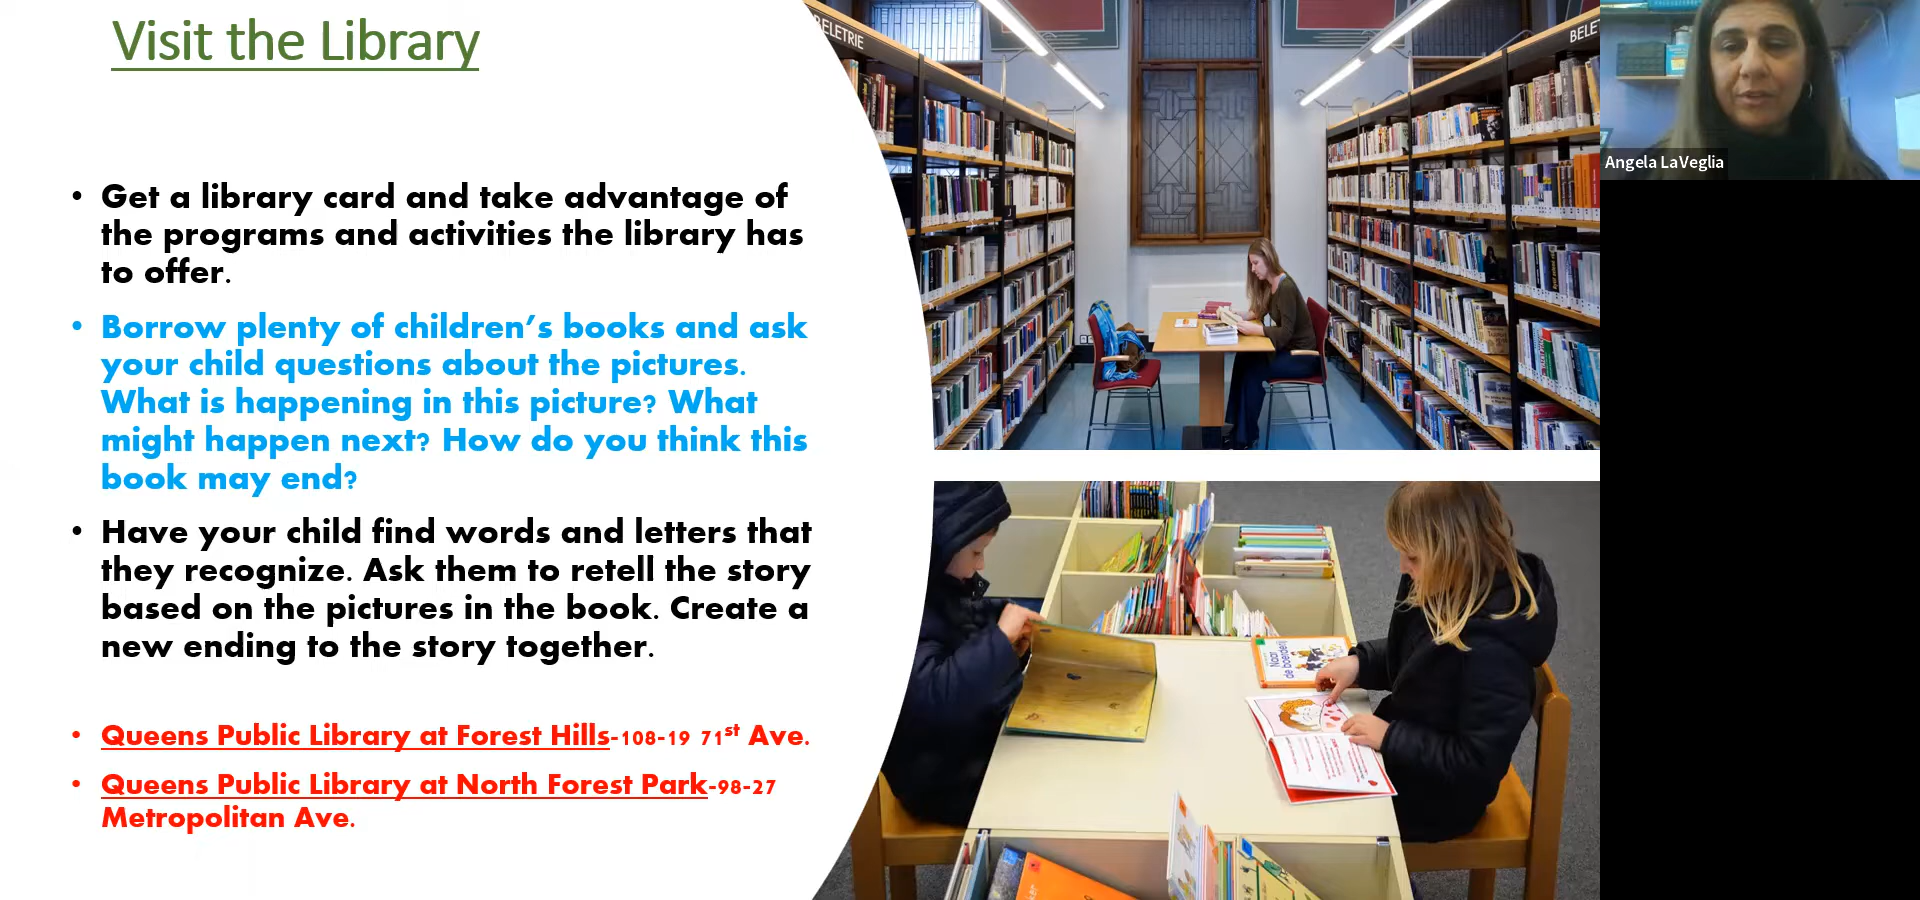 Visit the Library
• Get a library card and take advantage of
the programs and activities the library has
to offer.
• Borrow plenty of children’s books and ask
your child questions about the pictures.
What is happening in this picture? What
might happen next? How do you think this
book may end?
• Have your child find words and letters that
they recognize. Ask them to retell the story
based on the pictures in the book. Create a
new ending to the story together.
• Queens Public Library at Forest Hills-108-19 71st Ave.
• Queens Public Library at North Forest Park-98-27
Metropolitan Ave.
BELETRIE
BELE
Angela LaVeglia
Naar
de boerderij